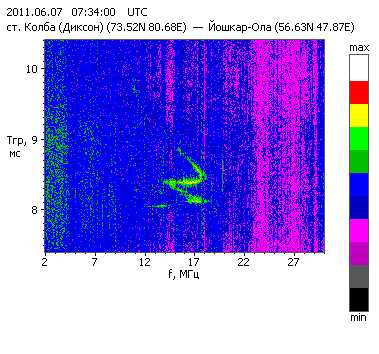 2011.06.07 07:34:00 UTC
ст. Колба (Диксон) (73.52N 80.68E) — Йошкар-Ола (56.63N 47.87E)
max
10
9
Tгр,
мс
8
2 7 12 17 22 27
f, МГц
min